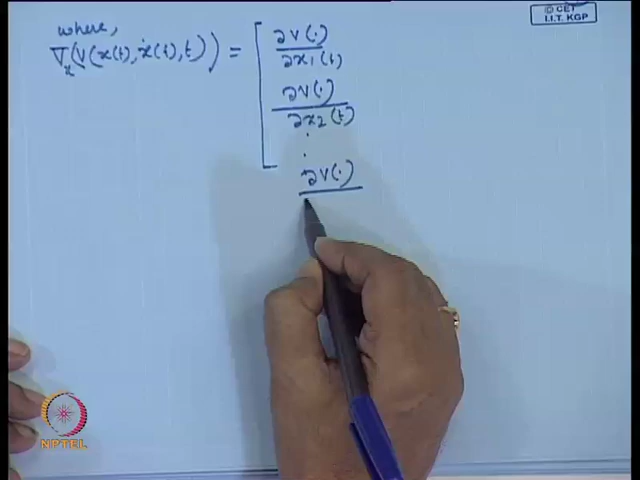 © CET
I.I.T. KGP
where,
∇ₓ(V(x(t), ẋ(t), t)) = [ ∂V(.)
∂x₁(t)
∂V(.)
∂x₂(t)
.
.
∂V(.)
NPTEL